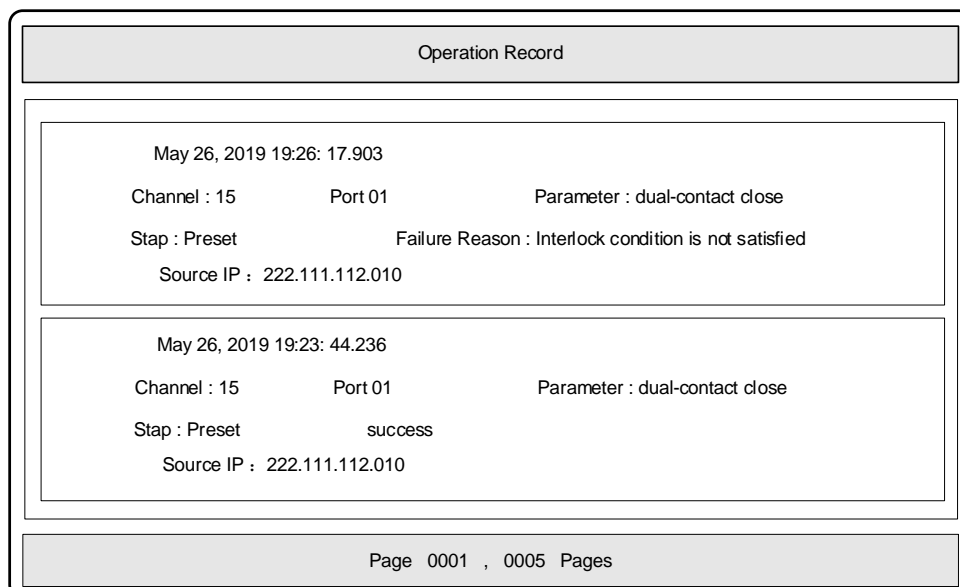 Operation Record
May 26, 2019 19:26: 17.903
Channel : 15 Port 01 Parameter : dual-contact close
Stap : Preset Failure Reason : Interlock condition is not satisfied
Source IP ：222.111.112.010
May 26, 2019 19:23: 44.236
Channel : 15 Port 01 Parameter : dual-contact close
Stap : Preset success
Source IP ：222.111.112.010
Page 0001 , 0005 Pages